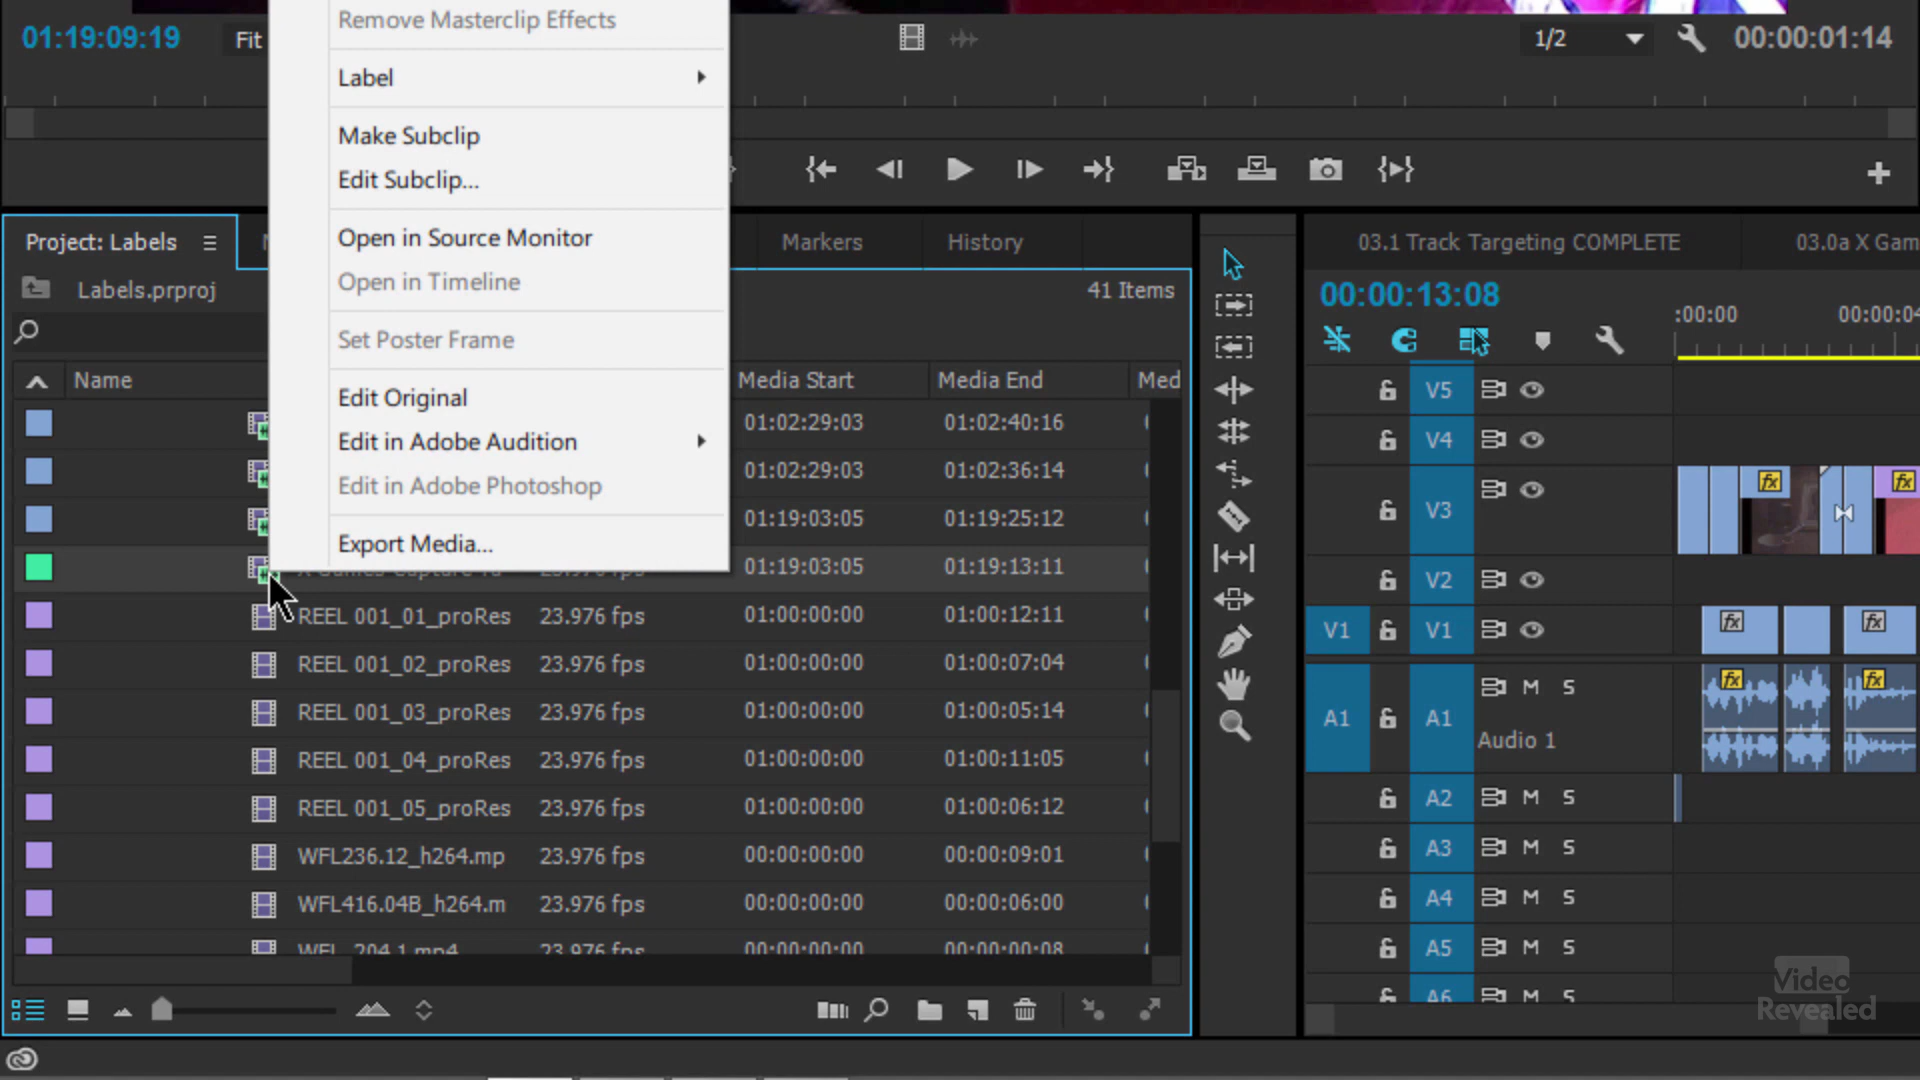 01:19:09:19
Fit
1/2
00:00:01:14
Remove Masterclip Effects
Label
Make Subclip
Edit Subclip...
Open in Source Monitor
Open in Timeline
Set Poster Frame
Edit Original
Edit in Adobe Audition
Edit in Adobe Photoshop
Export Media...
Project: Labels
Markers
History
Labels.prproj
41 Items
Name
Media Start
Media End
Med
01:02:29:03 01:02:40:16
01:02:29:03 01:02:36:14
01:19:03:05 01:19:25:12
01:19:03:05 01:19:13:11
REEL 001_01_proRes 23.976 fps 01:00:00:00 01:00:12:11
REEL 001_02_proRes 23.976 fps 01:00:00:00 01:00:07:04
REEL 001_03_proRes 23.976 fps 01:00:00:00 01:00:05:14
REEL 001_04_proRes 23.976 fps 01:00:00:00 01:00:11:05
REEL 001_05_proRes 23.976 fps 01:00:00:00 01:00:06:12
WFL236.12_h264.mp 23.976 fps 00:00:00:00 00:00:09:01
WFL416.04B_h264.m 23.976 fps 00:00:00:00 00:00:06:00
WFL_204.1.mp4 23.976 fps 00:00:00:00 00:00:00:08
03.1 Track Targeting COMPLETE
03.0a X Gam
00:00:13:08
:00:00
00:00:04
V5
V4
V3
fx
fx
V2
V1 V1
fx
fx
A1 A1 M S
Audio 1
fx
fx
A2 M S
A3 M S
A4 M S
A5 M S
A6 M S
Video
Revealed